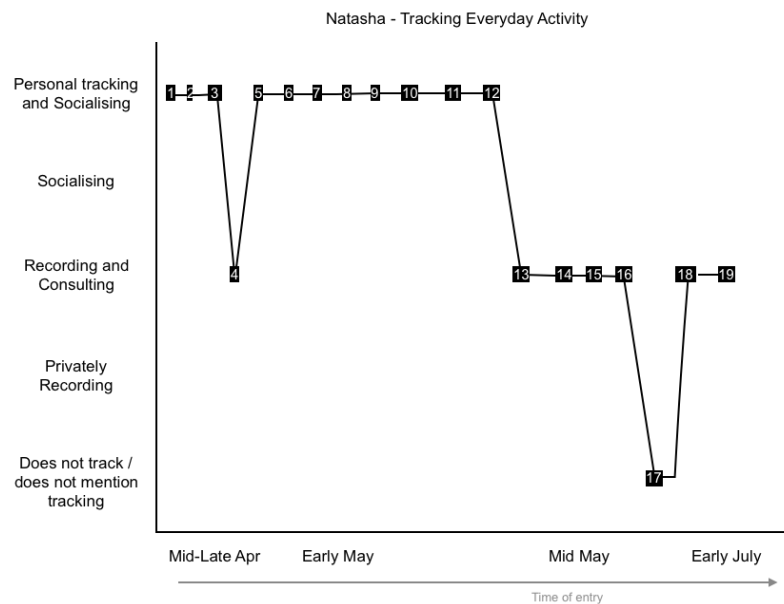 Natasha - Tracking Everyday Activity
Personal tracking
and Socialising
1 2 3 5 6 7 8 9 10 11 12
Socialising
Recording and
Consulting
4 13 14 15 16 18 19
Privately
Recording
Does not track /
does not mention
tracking
17
Mid-Late Apr Early May Mid May Early July
Time of entry